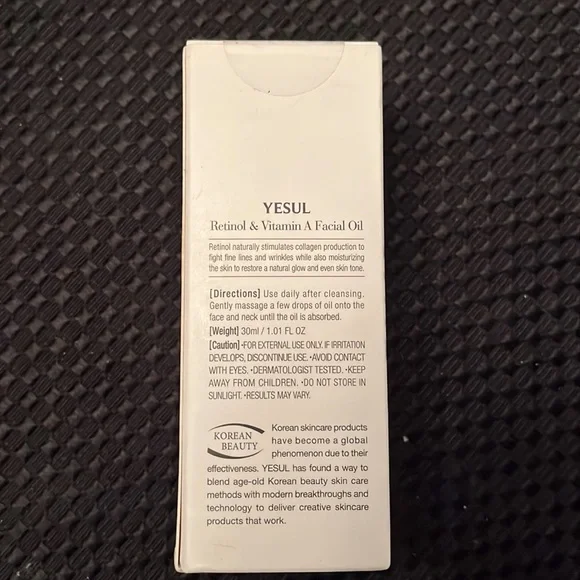 YESUL
Retinol & Vitamin A Facial Oil
Retinol naturally stimulates collagen production to
fight fine lines and wrinkles while also moisturizing
the skin to restore a natural glow and even skin tone.
[Directions] Use daily after cleansing.
Gently massage a few drops of oil onto the
face and neck until the oil is absorbed.
[Weight] 30ml / 1.01 FL OZ
[Caution] •FOR EXTERNAL USE ONLY. IF IRRITATION
DEVELOPS, DISCONTINUE USE. •AVOID CONTACT
WITH EYES. •DERMATOLOGIST TESTED. •KEEP
AWAY FROM CHILDREN. •DO NOT STORE IN
SUNLIGHT. •RESULTS MAY VARY.
KOREAN
BEAUTY
Korean skincare products
have become a global
phenomenon due to their
effectiveness. YESUL has found a way to
blend age-old Korean beauty skin care
methods with modern breakthroughs and
technology to deliver creative skincare
products that work.